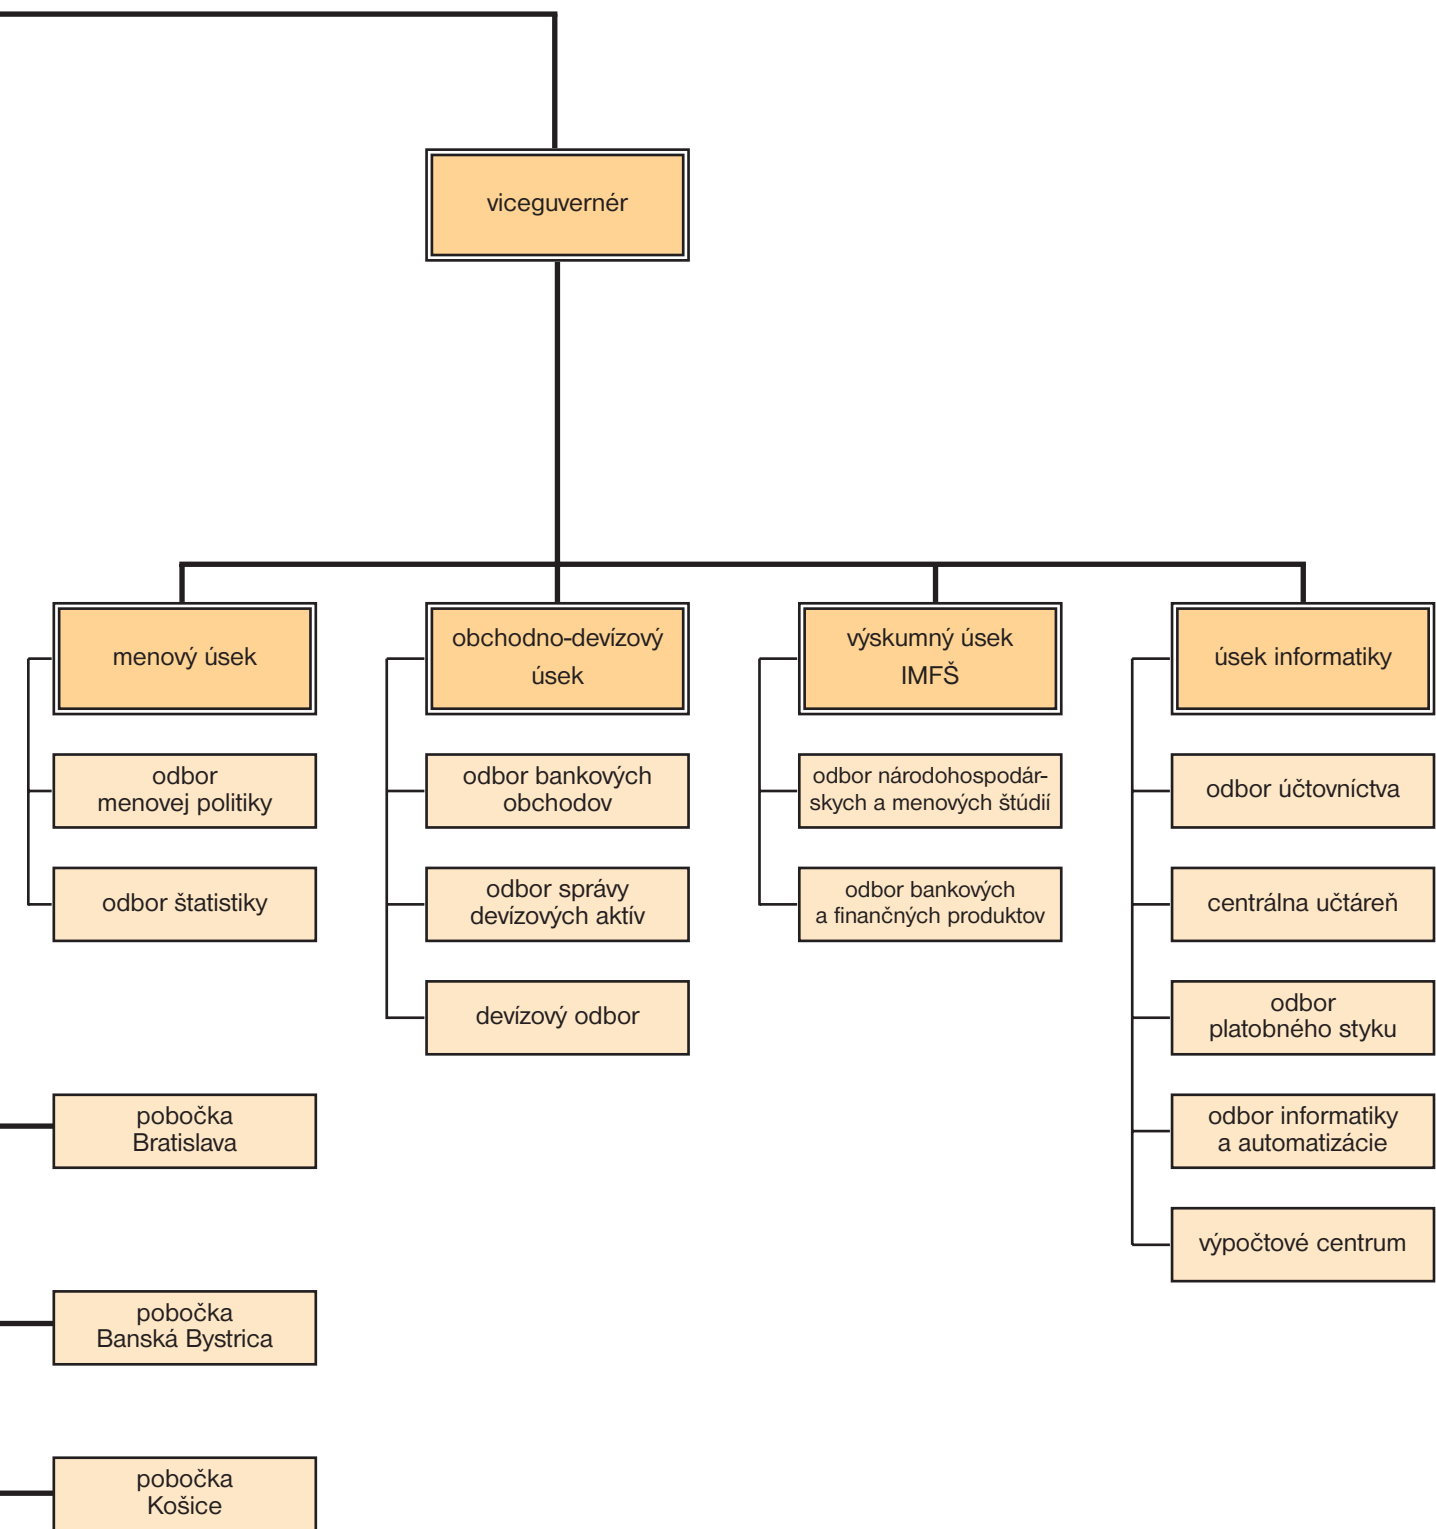 viceguvernér
menový úsek
obchodno-devízový
úsek
výskumný úsek
IMFŠ
úsek informatiky
odbor
menovej politiky
odbor bankových
obchodov
odbor národohospodár-
skych a menových štúdií
odbor účtovníctva
odbor štatistiky
odbor správy
devízových aktív
odbor bankových
a finančných produktov
centrálna učtáreň
devízový odbor
odbor
platobného styku
pobočka
Bratislava
odbor informatiky
a automatizácie
výpočtové centrum
pobočka
Banská Bystrica
pobočka
Košice